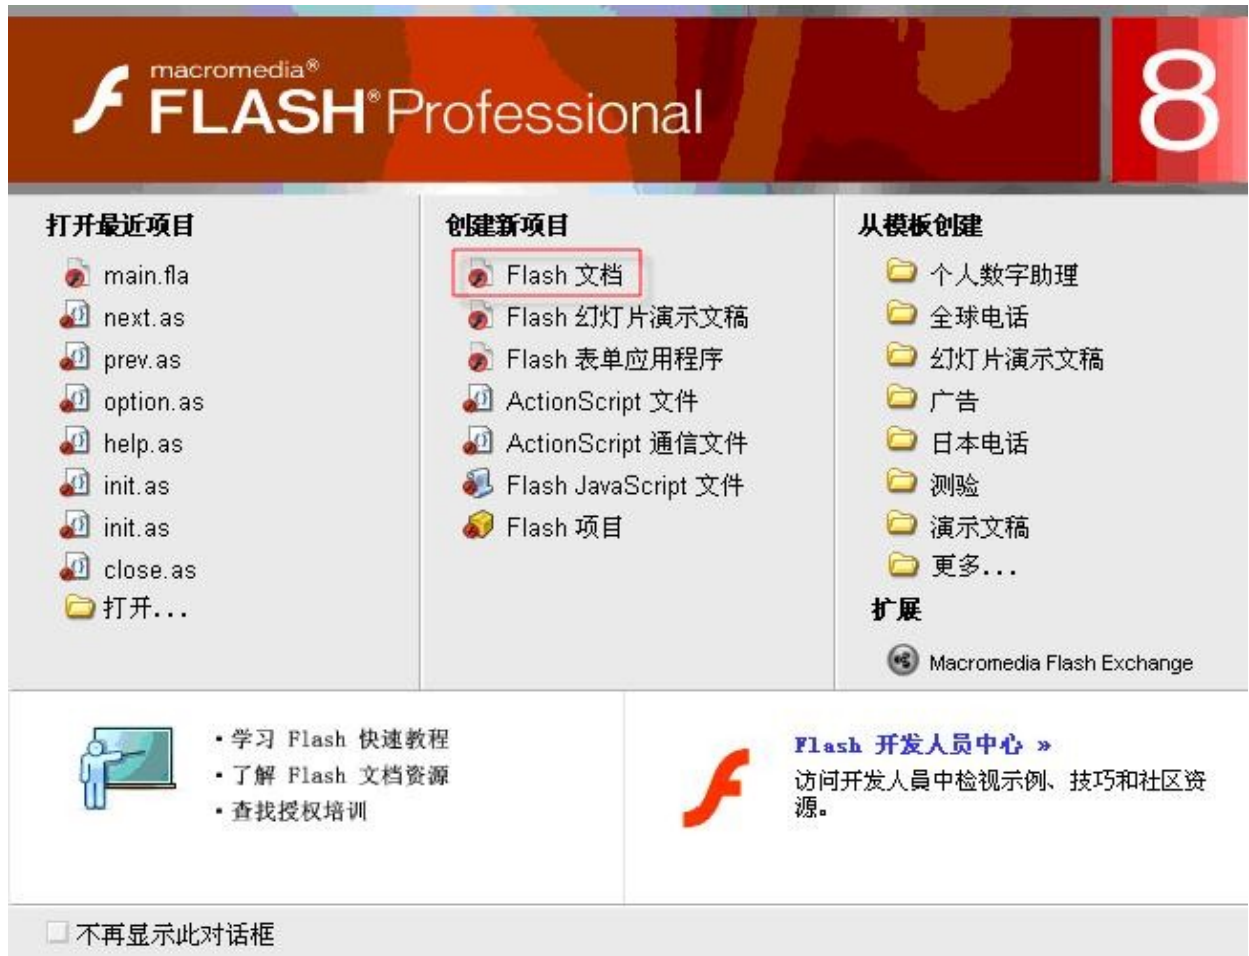 macromedia®
FLASH® Professional
8
打开最近项目
main.fla
next.as
prev.as
option.as
help.as
init.as
init.as
close.as
打开...
创建新项目
Flash 文档
Flash 幻灯片演示文稿
Flash 表单应用程序
ActionScript 文件
ActionScript 通信文件
Flash JavaScript 文件
Flash 项目
从模板创建
个人数字助理
全球电话
幻灯片演示文稿
广告
日本电话
测验
演示文稿
更多...
扩展
Macromedia Flash Exchange
·学习 Flash 快速教程
·了解 Flash 文档资源
·查找授权培训
Flash 开发人员中心 »
访问开发人員中检视示例、技巧和社区资
源。
不再显示此对话框